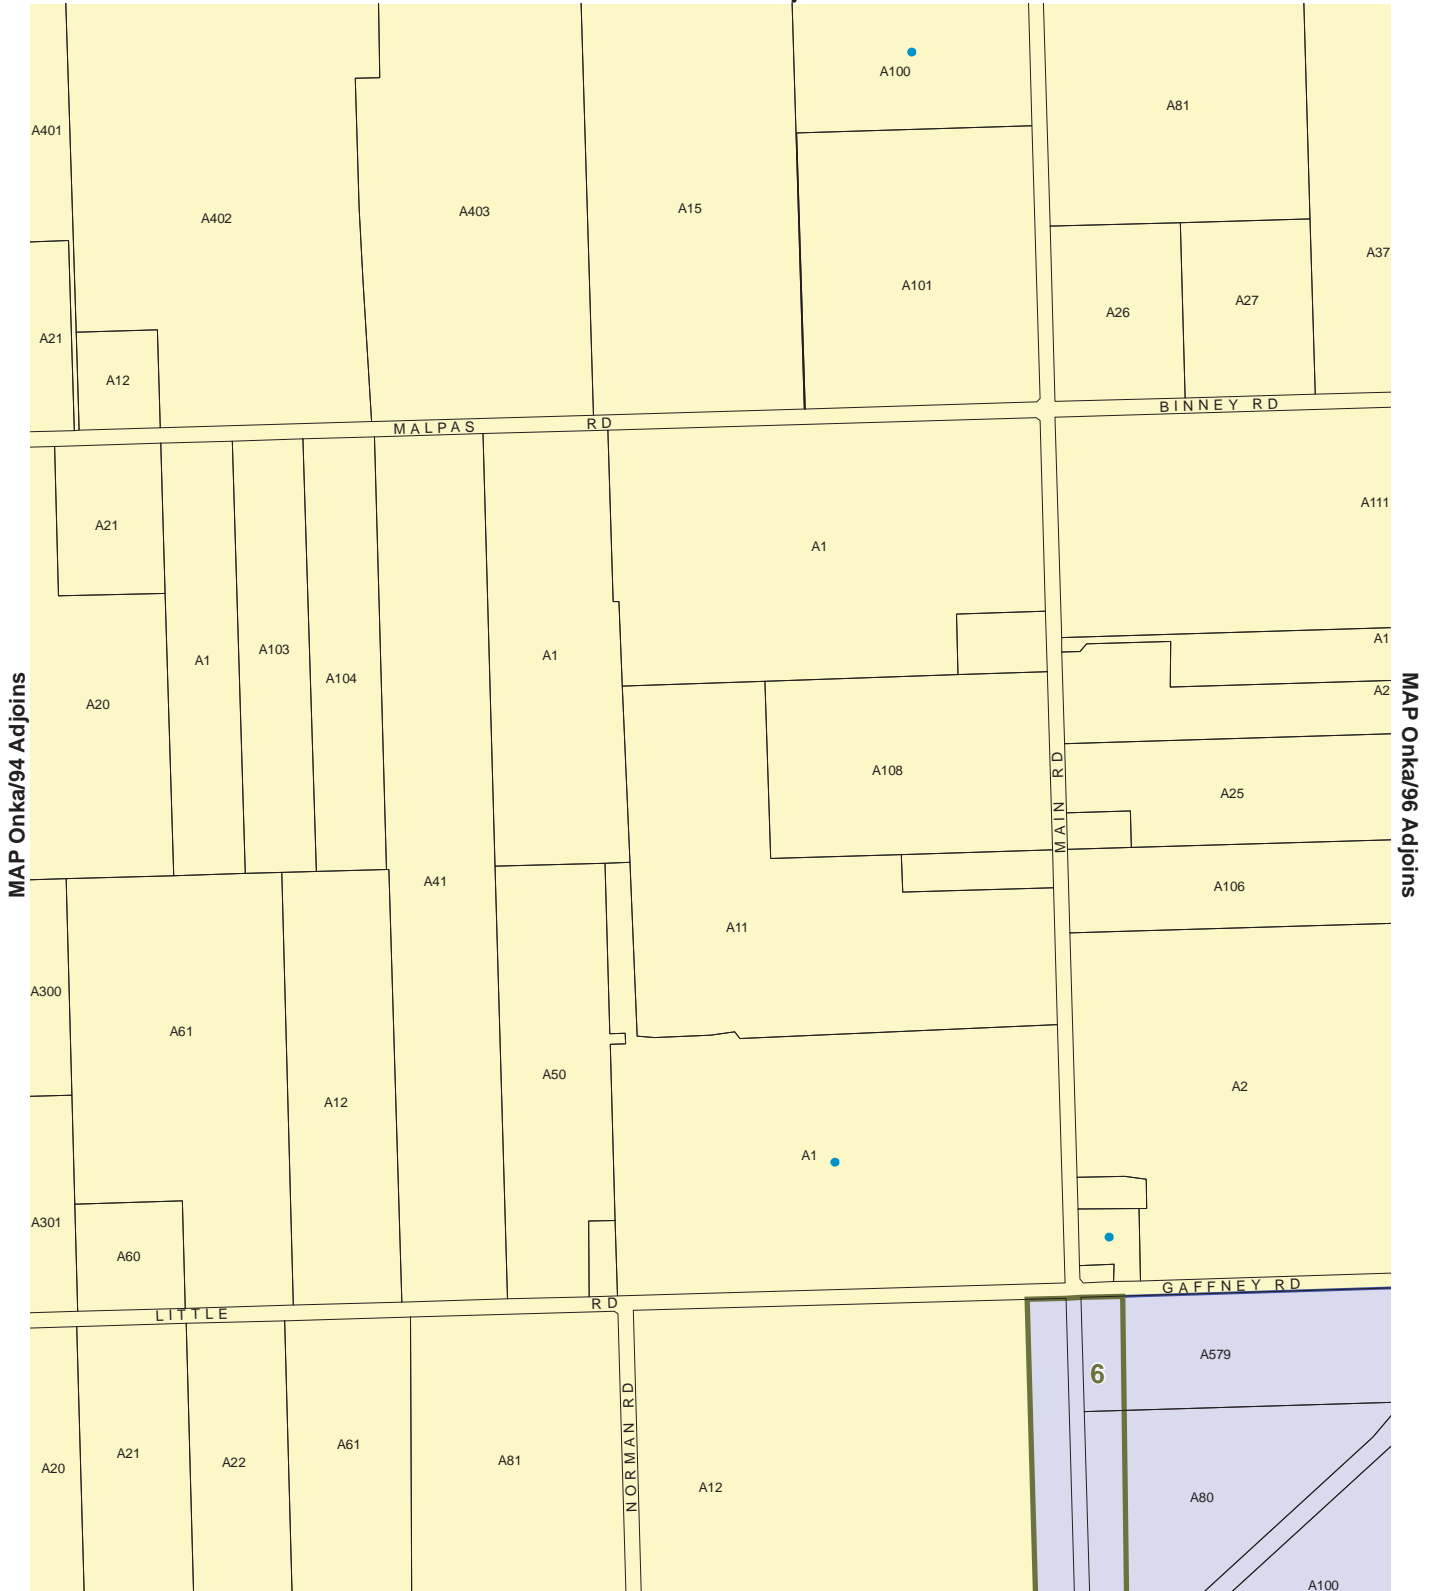 A100
A81
A401
A402
A403
A15
A37
A101
A26
A27
A21
A12
BINNEY RD
MALPAS RD
A111
A21
A1
A1
A103
A1
A1
A104
A20
A2
MAP Onka/94 Adjoins
MAP Onka/96 Adjoins
MAIN RD
A108
A25
A41
A106
A11
A300
A61
A50
A2
A12
A1
A301
A60
GAFFNEY RD
LITTLE RD
A579
6
NORMAN RD
A61
A21
A81
A22
A20
A12
A80
A100